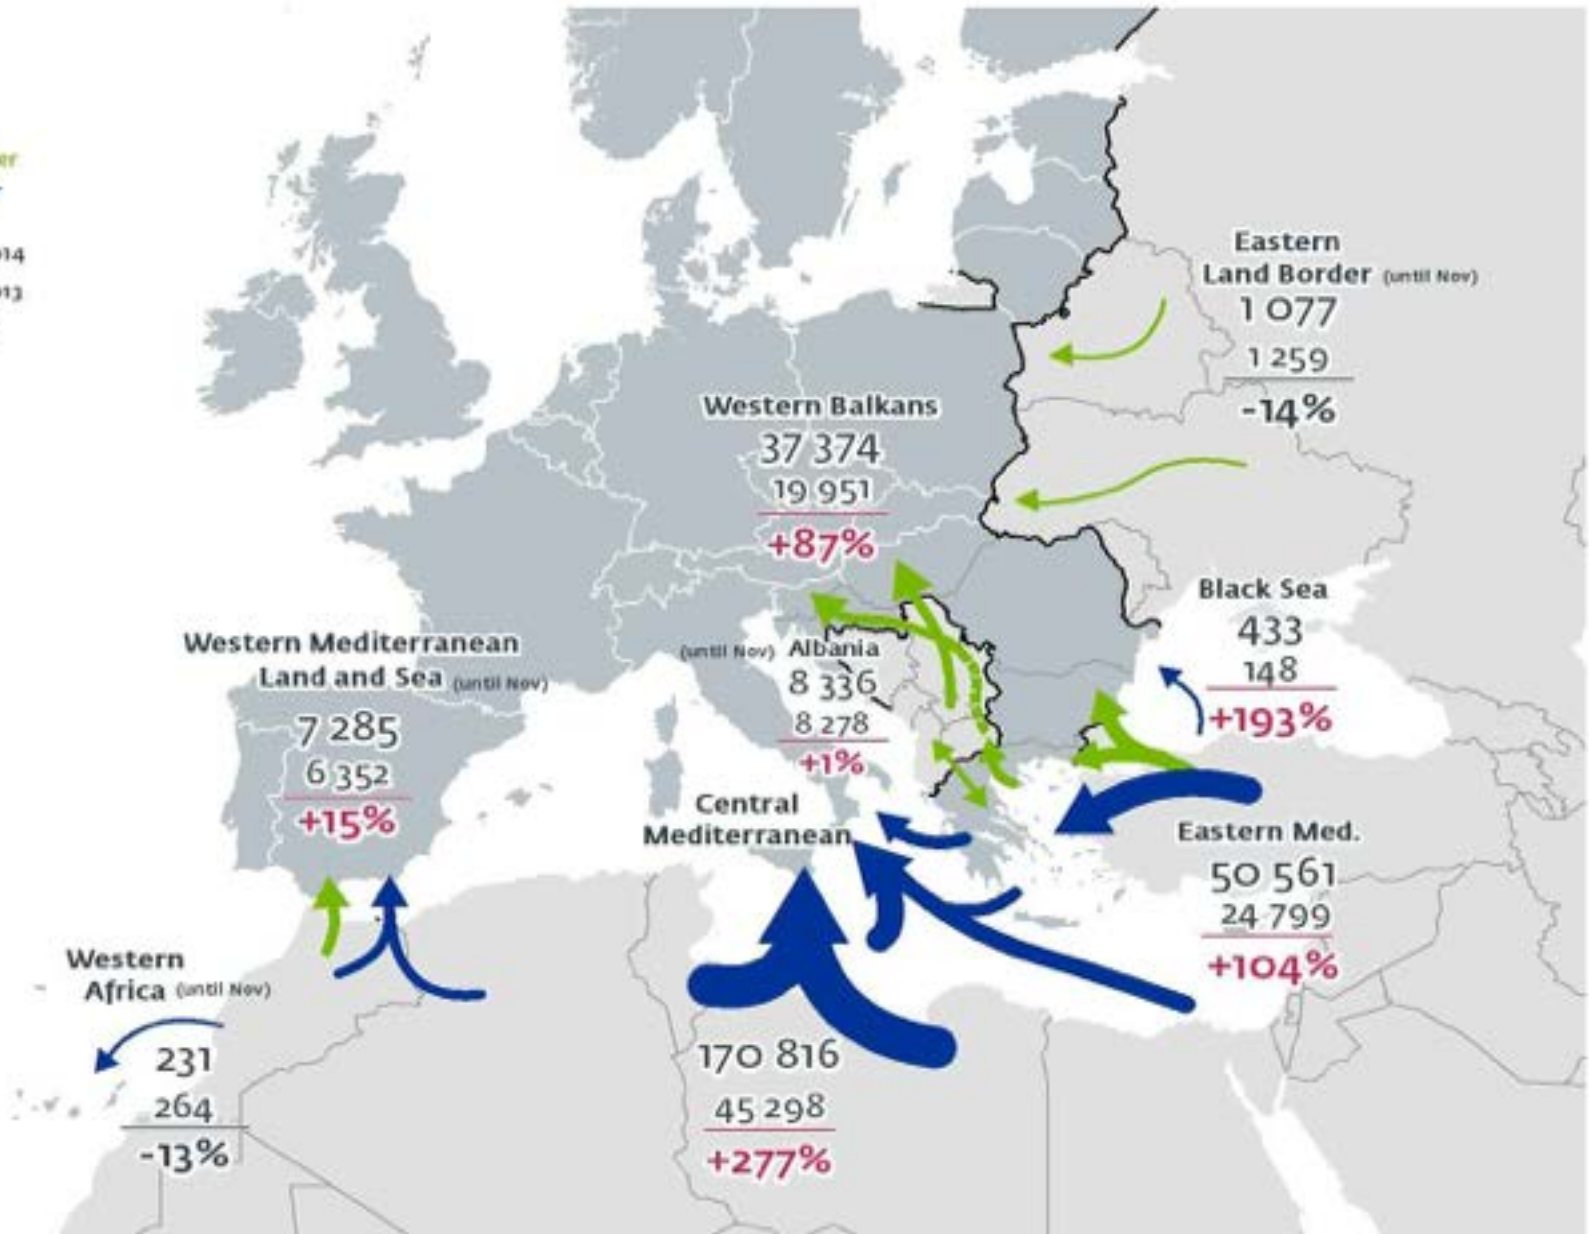 er
014
013
Eastern
Land Border (until Nov)
1 077
1 259
-14%
Western Balkans
37 374
19 951
+87%
Black Sea
433
148
+193%
Western Mediterranean
Land and Sea (until Nov)
7 285
6 352
+15%
(until Nov) Albania
8 336
8 278
+1%
Central
Mediterranean
170 816
45 298
+277%
Eastern Med.
50 561
24 799
+104%
Western
Africa (until Nov)
231
264
-13%